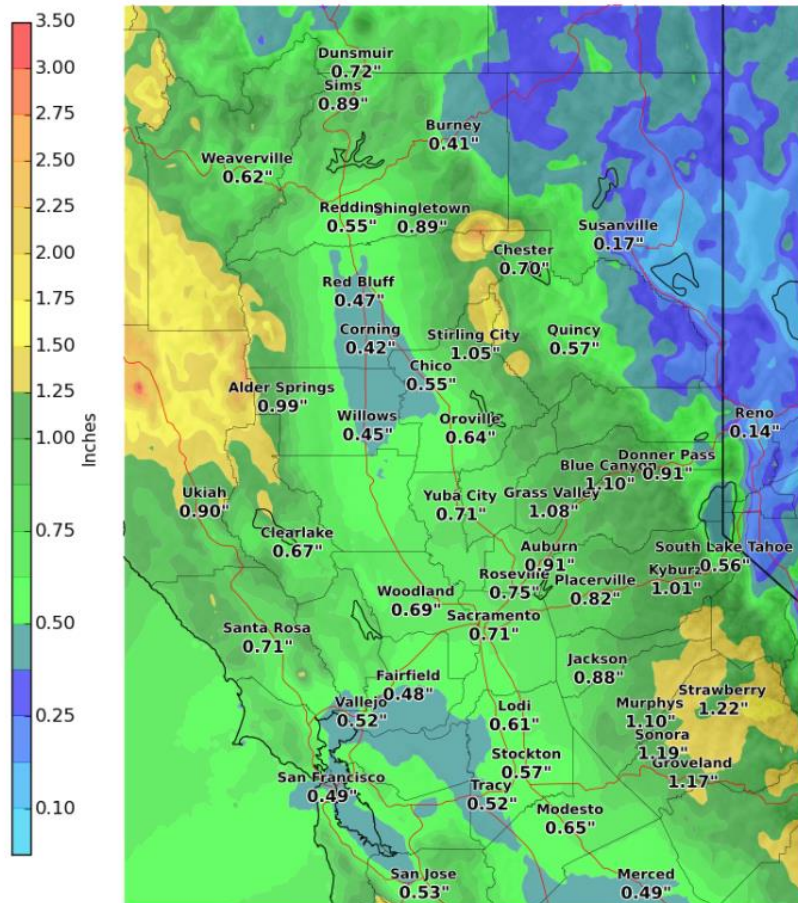 3.50
3.00
2.75
2.50
2.00
1.75
1.50
1.25
1.00
0.75
0.50
0.25
0.10
Inches
Dunsmuir
0.72"
Sims
0.89"
Burney
0.41"
Weaverville
0.62"
Redding
0.55"
Shingletown
0.89"
Susanville
0.17"
Chester
0.70"
Red Bluff
0.47"
Corning
0.42"
Stirling City
1.05"
Quincy
0.57"
Chico
0.55"
Alder Springs
0.99"
Willows
0.45"
Oroville
0.64"
Reno
0.14"
Donner Pass
0.91"
Blue Canyon
1.10"
Ukiah
0.90"
Yuba City
0.71"
Grass Valley
1.08"
Clearlake
0.67"
Auburn
0.91"
South Lake Tahoe
0.56"
Roseville
0.75"
Placerville
0.82"
Kyburz
1.01"
Woodland
0.69"
Sacramento
0.71"
Santa Rosa
0.71"
Jackson
0.88"
Fairfield
0.48"
Strawberry
1.22"
Vallejo
0.52"
Lodi
0.61"
Murphys
1.10"
Sonora
1.19"
Stockton
0.57"
Groveland
1.17"
San Francisco
0.49"
Tracy
0.52"
Modesto
0.65"
San Jose
0.53"
Merced
0.49"